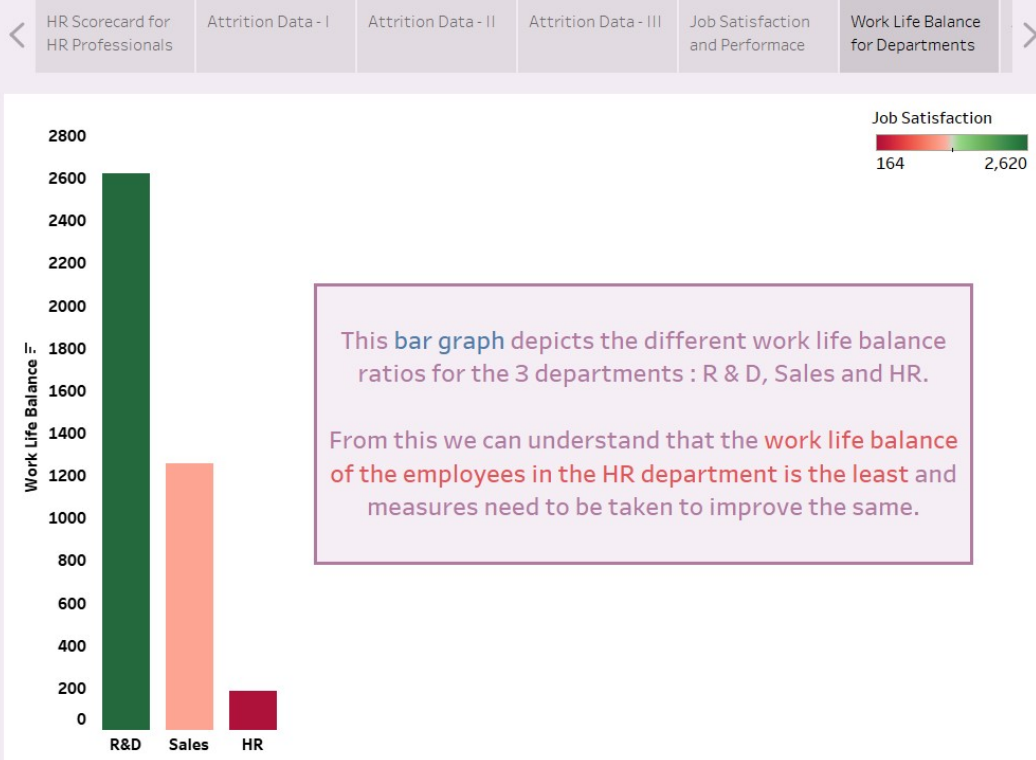 HR Scorecard for
HR Professionals
Attrition Data - I
Attrition Data - II
Attrition Data - III
Job Satisfaction
and Performace
Work Life Balance
for Departments
Job Satisfaction
164
2,620
2800
2600
2400
2200
2000
1800
1600
1400
1200
1000
800
600
400
200
0
Work Life Balance
R&D
Sales
HR
This bar graph depicts the different work life balance
ratios for the 3 departments : R & D, Sales and HR.
From this we can understand that the work life balance
of the employees in the HR department is the least and
measures need to be taken to improve the same.